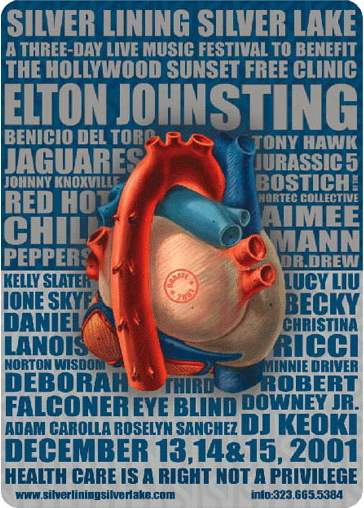 SILVER LINING SILVER LAKE
A THREE-DAY LIVE MUSIC FESTIVAL TO BENEFIT
THE HOLLYWOOD SUNSET FREE CLINIC
ELTON JOHN STING
BENICIO DEL TORO TONY HAWK
JAGUARES JURASSIC 5
JOHNNY KNOXVILLE BOSTICH
RED HOT NORTEC COLLECTIVE
CHILI AIMEE
PEPPERS MANN
DR.DREW
KELLY SLATER LUCY LIU
IONE SKYE BECKY
DANIEL CHRISTINA
LANOIS RICCI
NORTON WISDOM MINNIE DRIVER
DEBORAH THIRD ROBERT
FALCONER EYE BLIND DOWNEY JR.
ADAM CAROLLA ROSELYN SANCHEZ DJ KEOKI
DECEMBER 13,14&15, 2001
HEALTH CARE IS A RIGHT NOT A PRIVILEGE
www.silverliningsilverlake.com info:323.665.5384
2001